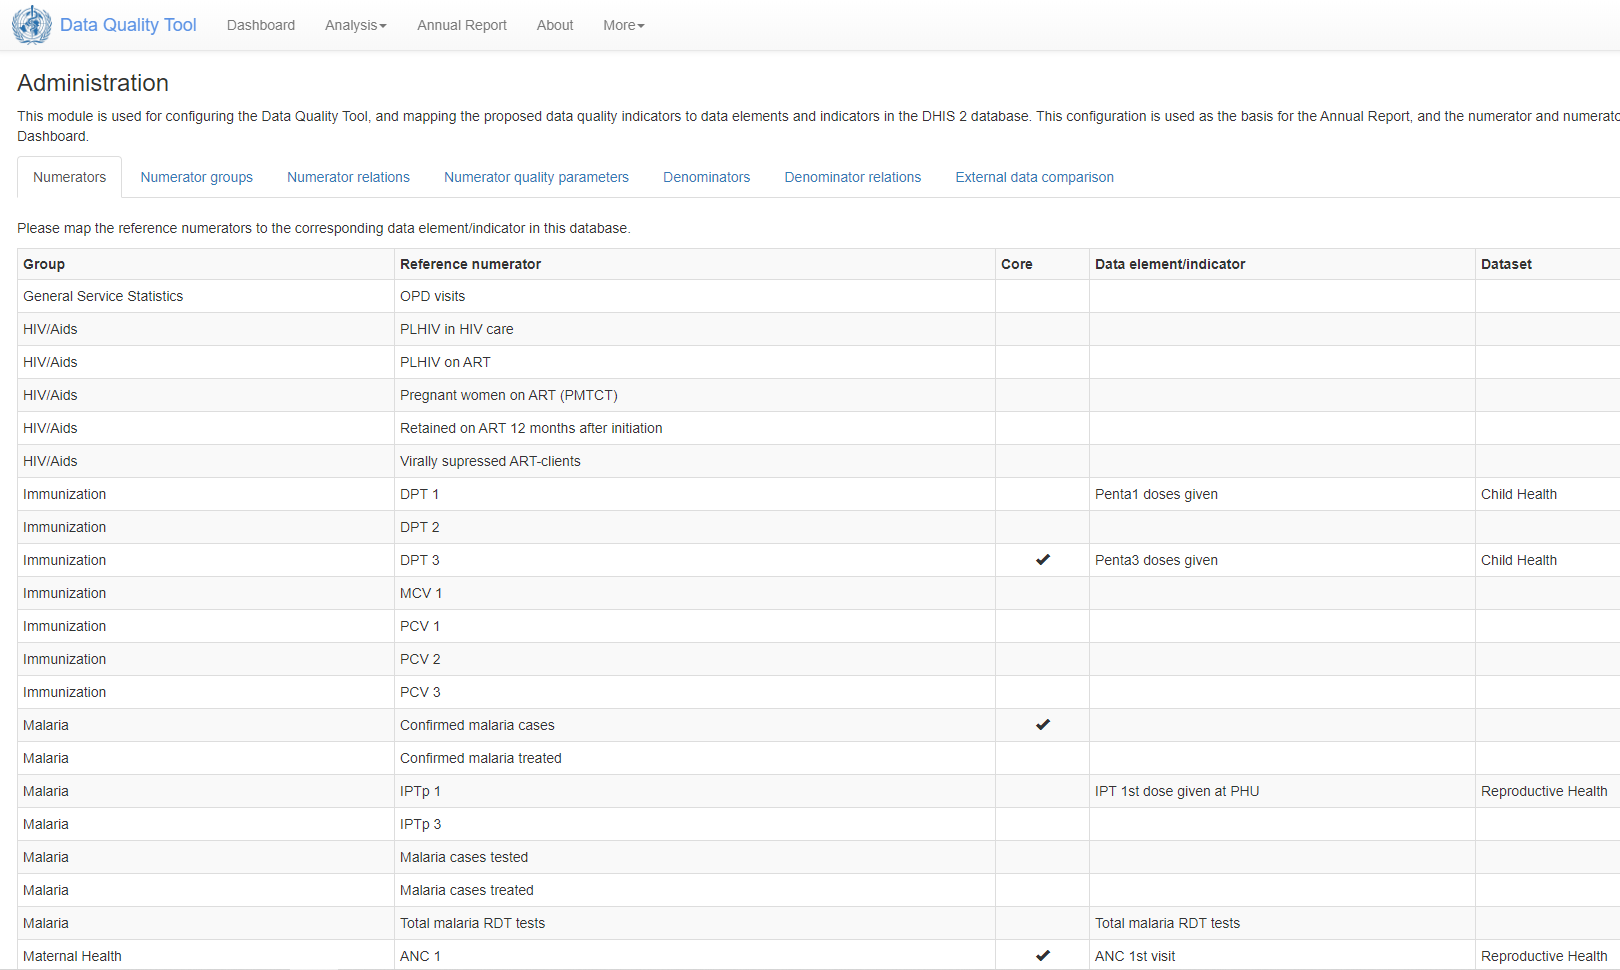 Data Quality Tool Dashboard Analysis Annual Report About More
Administration
This module is used for configuring the Data Quality Tool, and mapping the proposed data quality indicators to data elements and indicators in the DHIS 2 database. This configuration is used as the basis for the Annual Report, and the numerator and
Dashboard.
Numerators Numerator groups Numerator relations Numerator quality parameters Denominators Denominator relations External data comparison
Please map the reference numerators to the corresponding data element/indicator in this database.
Group Reference numerator Core Data element/indicator Dataset
General Service Statistics OPD visits
HIV/Aids PLHIV in HIV care
HIV/Aids PLHIV on ART
HIV/Aids Pregnant women on ART (PMTCT)
HIV/Aids Retained on ART 12 months after initiation
HIV/Aids Virally supressed ART-clients
Immunization DPT 1 Penta1 doses given Child Health
Immunization DPT 2
Immunization DPT 3 ✔ Penta3 doses given Child Health
Immunization MCV 1
Immunization PCV 1
Immunization PCV 2
Immunization PCV 3
Malaria Confirmed malaria cases ✔
Malaria Confirmed malaria treated
Malaria IPTp 1 IPT 1st dose given at PHU Reproductive Health
Malaria IPTp 3
Malaria Malaria cases tested
Malaria Malaria cases treated
Malaria Total malaria RDT tests Total malaria RDT tests
Maternal Health ANC 1 ✔ ANC 1st visit Reproductive Health